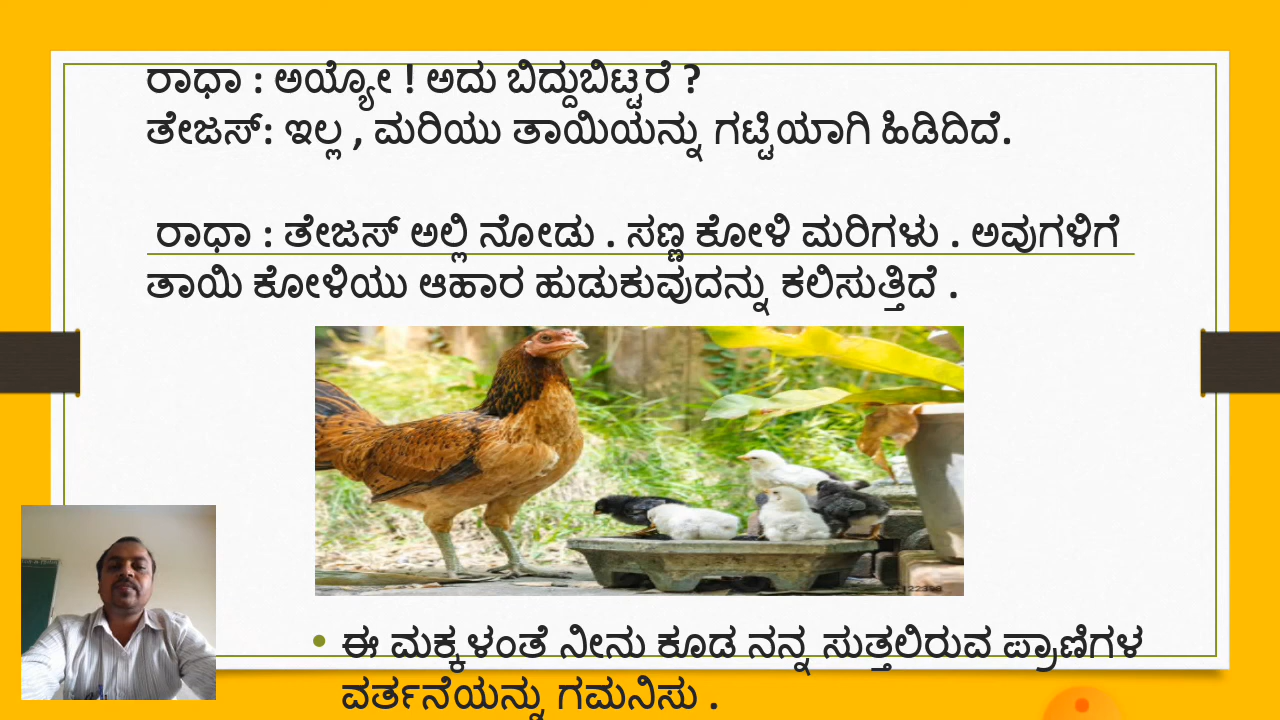 ರಾಧಾ : ಅಯ್ಯೋ ! ಅದು ಬಿದ್ದುಬಿಟ್ಟರೆ ?
ತೇಜಸ್: ಇಲ್ಲ , ಮರಿಯು ತಾಯಿಯನ್ನು ಗಟ್ಟಿಯಾಗಿ ಹಿಡಿದಿದೆ.
ರಾಧಾ : ತೇಜಸ್ ಅಲ್ಲಿ ನೋಡು . ಸಣ್ಣ ಕೋಳಿ ಮರಿಗಳು . ಅವುಗಳಿಗೆ
ತಾಯಿ ಕೋಳಿಯು ಆಹಾರ ಹುಡುಕುವುದನ್ನು ಕಲಿಸುತ್ತಿದೆ .
• ಈ ಮಕ್ಕಳಂತೆ ನೀನು ಕೂಡ ನನ್ನ ಸುತ್ತಲಿರುವ ಪ್ರಾಣಿಗಳ
ವರ್ತನೆಯನ್ನು ಗಮನಿಸು .